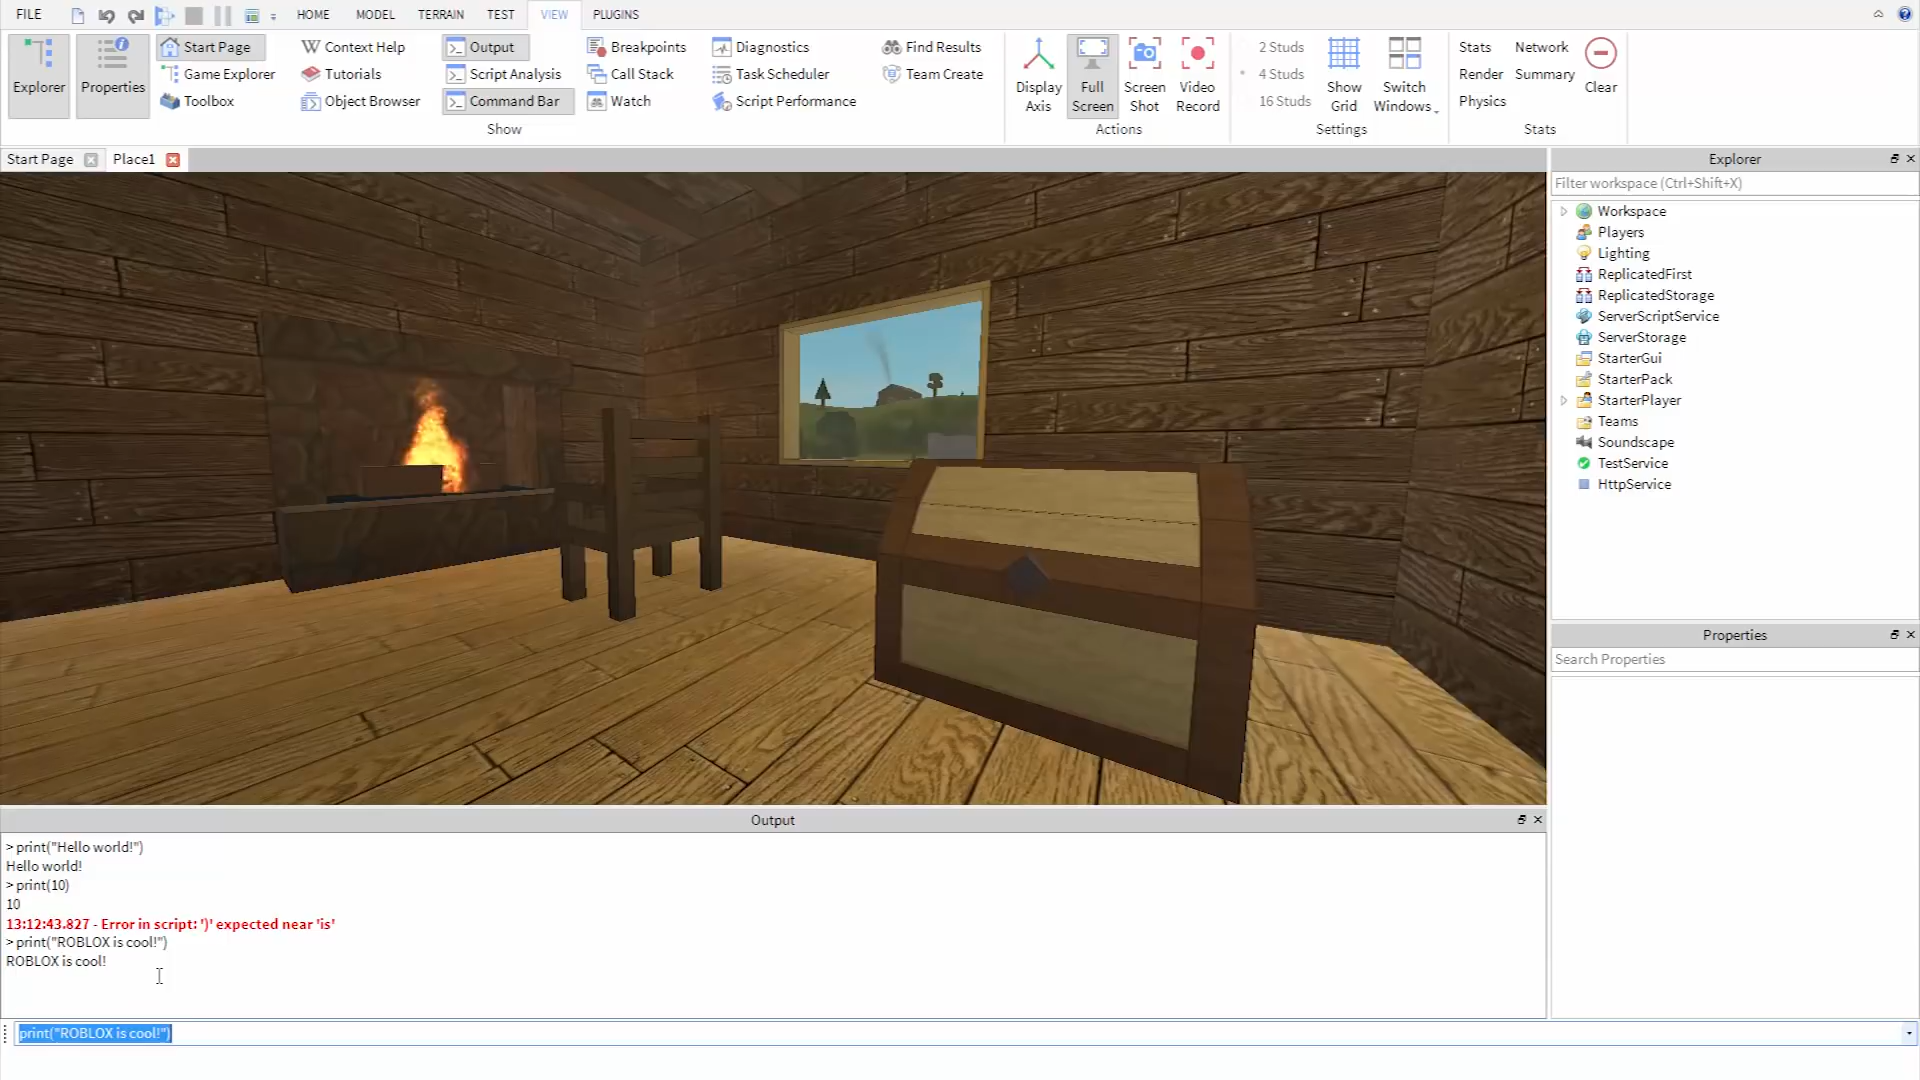 FILE HOME MODEL TERRAIN TEST VIEW PLUGINS
Explorer
Properties
Start Page
Game Explorer
Toolbox
Context Help
Tutorials
Object Browser
Output
Script Analysis
Command Bar
Breakpoints
Call Stack
Watch
Diagnostics
Task Scheduler
Script Performance
Find Results
Team Create
Show
Display
Axis
Full
Screen
Screen
Shot
Video
Record
Actions
2 Studs
4 Studs
16 Studs
Show
Grid
Switch
Windows
Settings
Stats
Render
Physics
Network
Summary
Clear
Stats
Start Page Place1
Explorer
Filter workspace (Ctrl+Shift+X)
Workspace
Players
Lighting
ReplicatedFirst
ReplicatedStorage
ServerScriptService
ServerStorage
StarterGui
StarterPack
StarterPlayer
Teams
Soundscape
TestService
HttpService
Properties
Search Properties
Output
> print("Hello world!")
Hello world!
> print(10)
10
13:12:43.827 - Error in script: ')' expected near 'is'
> print("ROBLOX is cool!")
ROBLOX is cool!
print("ROBLOX is cool!")